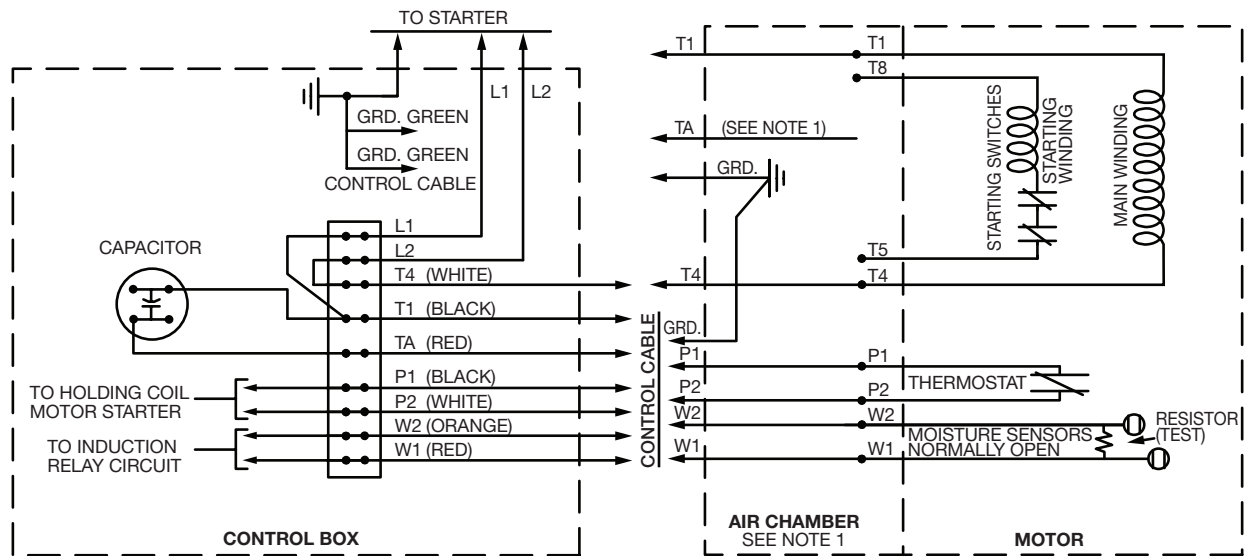 TO STARTER
L1
L2
GRD. GREEN
GRD. GREEN
CONTROL CABLE
CAPACITOR
L1
L2
T4 (WHITE)
T1 (BLACK)
TA (RED)
P1 (BLACK)
P2 (WHITE)
W2 (ORANGE)
W1 (RED)
TO HOLDING COIL
MOTOR STARTER
TO INDUCTION
RELAY CIRCUIT
CONTROL BOX
CONTROL CABLE
T1
TA
(SEE NOTE 1)
GRD.
T4
GRD.
P1
P2
W2
W1
AIR CHAMBER
SEE NOTE 1
T1
T8
STARTING SWITCHES
STARTING
WINDING
MAIN WINDING
T5
T4
P1
THERMOSTAT
P2
W2
MOISTURE SENSORS
NORMALLY OPEN
W1
RESISTOR
(TEST)
MOTOR